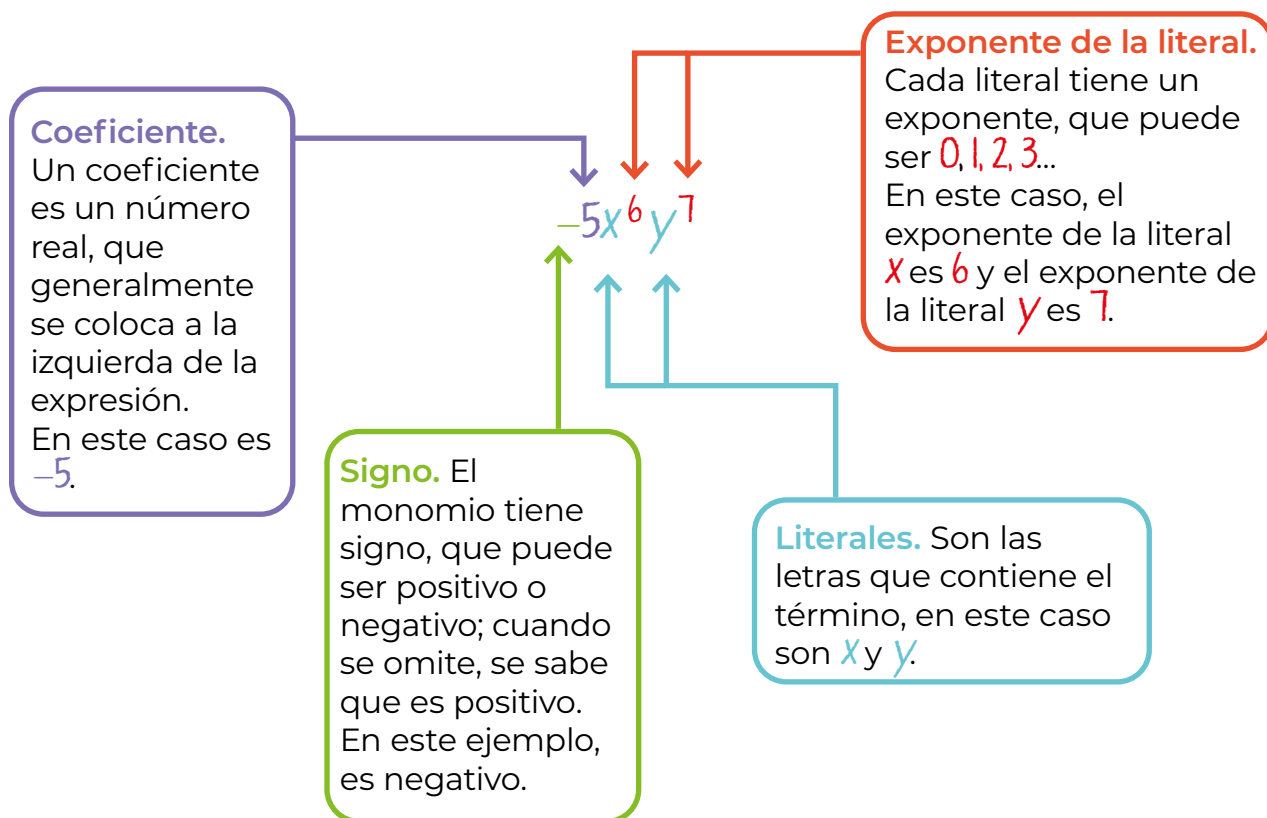 Coeficiente.
Un coeficiente
es un número
real, que
generalmente
se coloca a la
izquierda de la
expresión.
En este caso es
−5.
−5x⁶y⁷
Exponente de la literal.
Cada literal tiene un
exponente, que puede
ser 0, 1, 2, 3...
En este caso, el
exponente de la literal
x es 6 y el exponente de
la literal y es 7.
Signo. El
monomio tiene
signo, que puede
ser positivo o
negativo; cuando
se omite, se sabe
que es positivo.
En este ejemplo,
es negativo.
Literales. Son las
letras que contiene el
término, en este caso
son x y y.